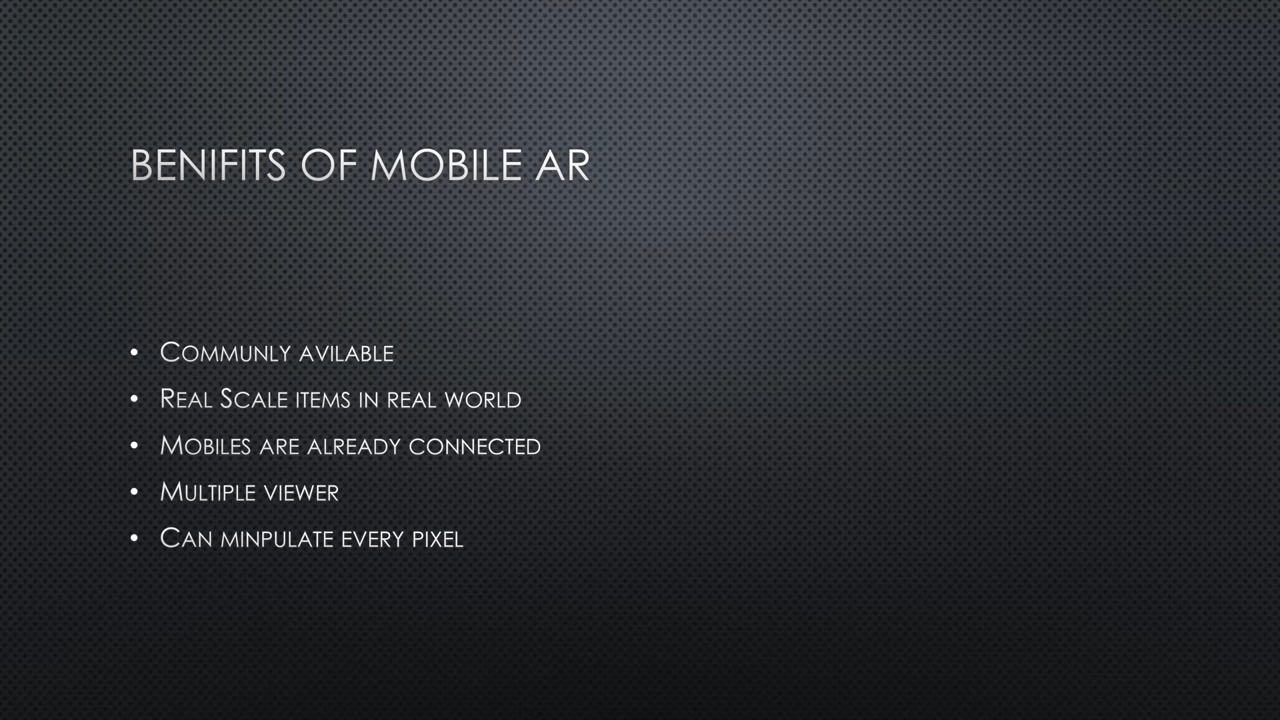 BENIFITS OF MOBILE AR
• COMMUNLY AVILABLE
• REAL SCALE ITEMS IN REAL WORLD
• MOBILES ARE ALREADY CONNECTED
• MULTIPLE VIEWER
• CAN MINPULATE EVERY PIXEL